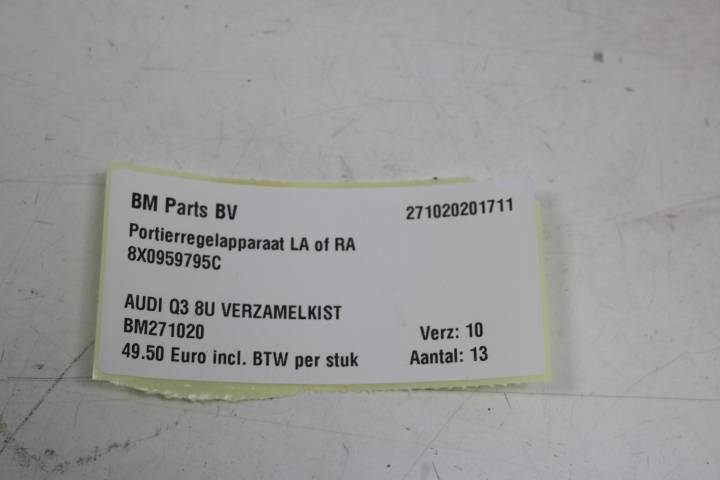 BM Parts BV 271020201711
Portierregelapparaat LA of RA
8X0959795C
AUDI Q3 8U VERZAMELKIST
BM271020 Verz: 10
49.50 Euro incl. BTW per stuk Aantal: 13